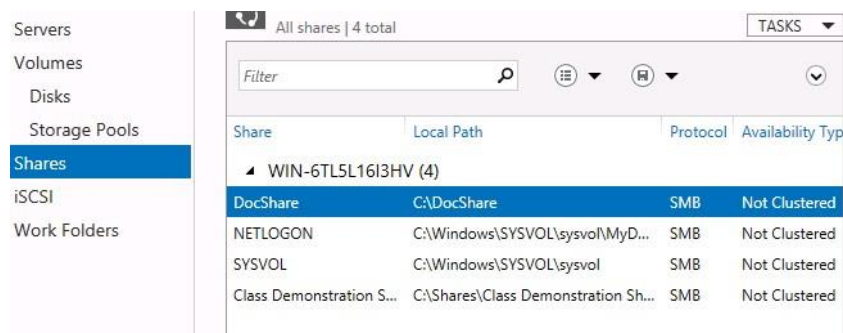 Servers
Volumes
Disks
Storage Pools
Shares
iSCSI
Work Folders
All shares | 4 total
TASKS
Filter
Share Local Path Protocol Availability Typ
WIN-6TL5L16I3HV (4)
DocShare C:\DocShare SMB Not Clustered
NETLOGON C:\Windows\SYSVOL\sysvol\MyD... SMB Not Clustered
SYSVOL C:\Windows\SYSVOL\sysvol SMB Not Clustered
Class Demonstration S... C:\Shares\Class Demonstration Sh... SMB Not Clustered